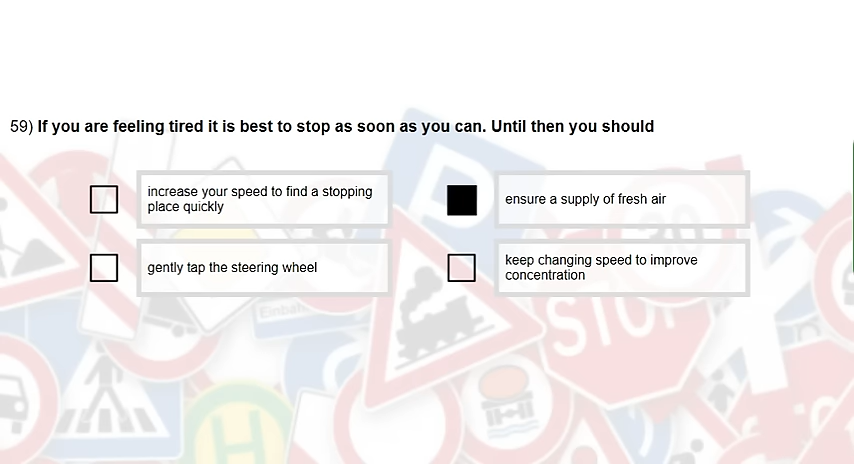 59) If you are feeling tired it is best to stop as soon as you can. Until then you should
increase your speed to find a stopping
place quickly
ensure a supply of fresh air
gently tap the steering wheel
keep changing speed to improve
concentration
P
30
STOP
H